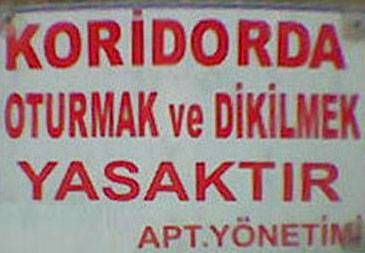 KORİDORDA
OTURMAK ve DİKİLMEK
YASAKTIR
APT.YÖNETİMİ